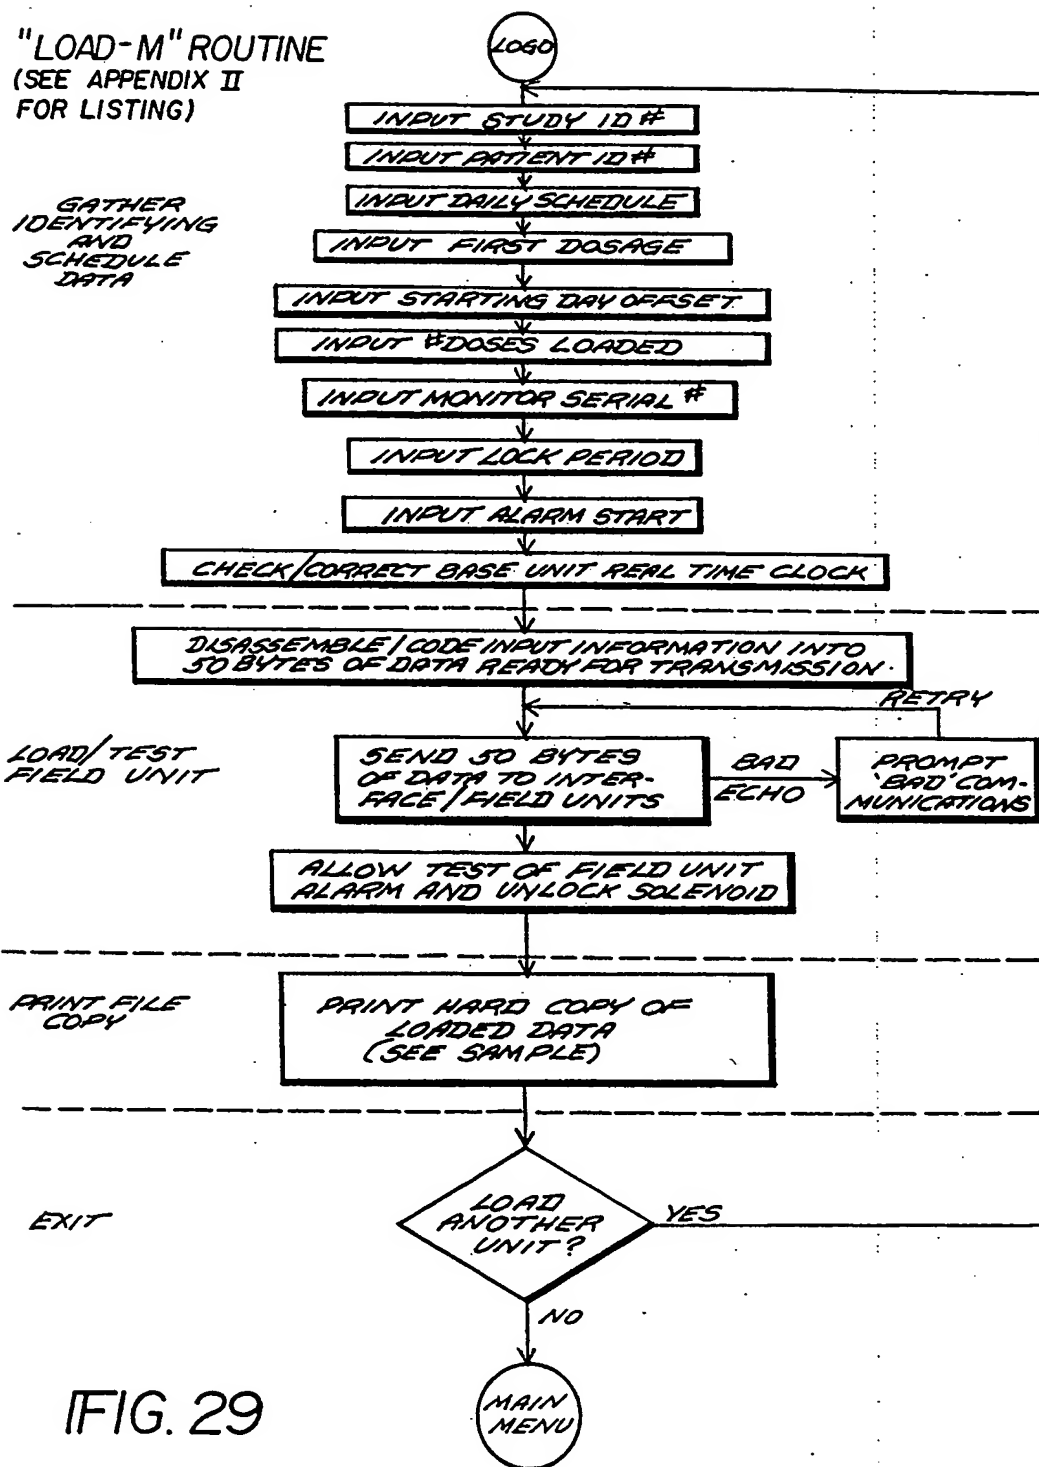 "LOAD-M" ROUTINE
(SEE APPENDIX II
FOR LISTING)
LOGO
INPUT STUDY ID#
INPUT PATIENT ID#
INPUT DAILY SCHEDULE
INPUT FIRST DOSAGE
INPUT STARTING DAY OFFSET
INPUT #DOSES LOADED
INPUT MONITOR SERIAL #
INPUT LOCK PERIOD
INPUT ALARM START
CHECK/CORRECT BASE UNIT REAL TIME CLOCK
GATHER
IDENTIFYING
AND
SCHEDULE
DATA
DISASSEMBLE/CODE INPUT INFORMATION INTO
50 BYTES OF DATA READY FOR TRANSMISSION.
RETRY
LOAD/TEST
FIELD UNIT
SEND 50 BYTES
OF DATA TO INTER-
FACE/FIELD UNITS
BAD
ECHO
PROMPT
'BAD' COM-
MUNICATIONS
ALLOW TEST OF FIELD UNIT
ALARM AND UNLOCK SOLENOID
PRINT FILE
COPY
PRINT HARD COPY OF
LOADED DATA
(SEE SAMPLE)
EXIT
LOAD
ANOTHER
UNIT?
YES
NO
MAIN
MENU
FIG. 29